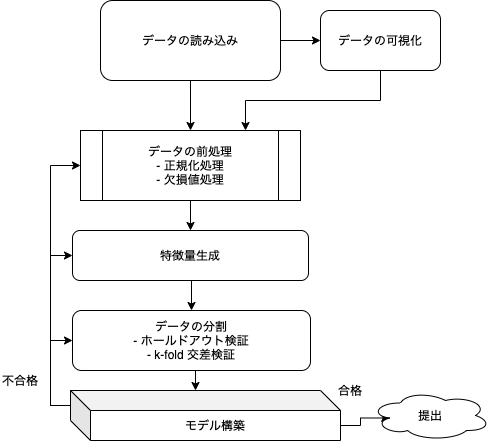 データの読み込み
データの可視化
データの前処理
- 正規化処理
- 欠損値処理
特徴量生成
データの分割
- ホールドアウト検証
- k-fold 交差検証
不合格
合格
モデル構築
提出